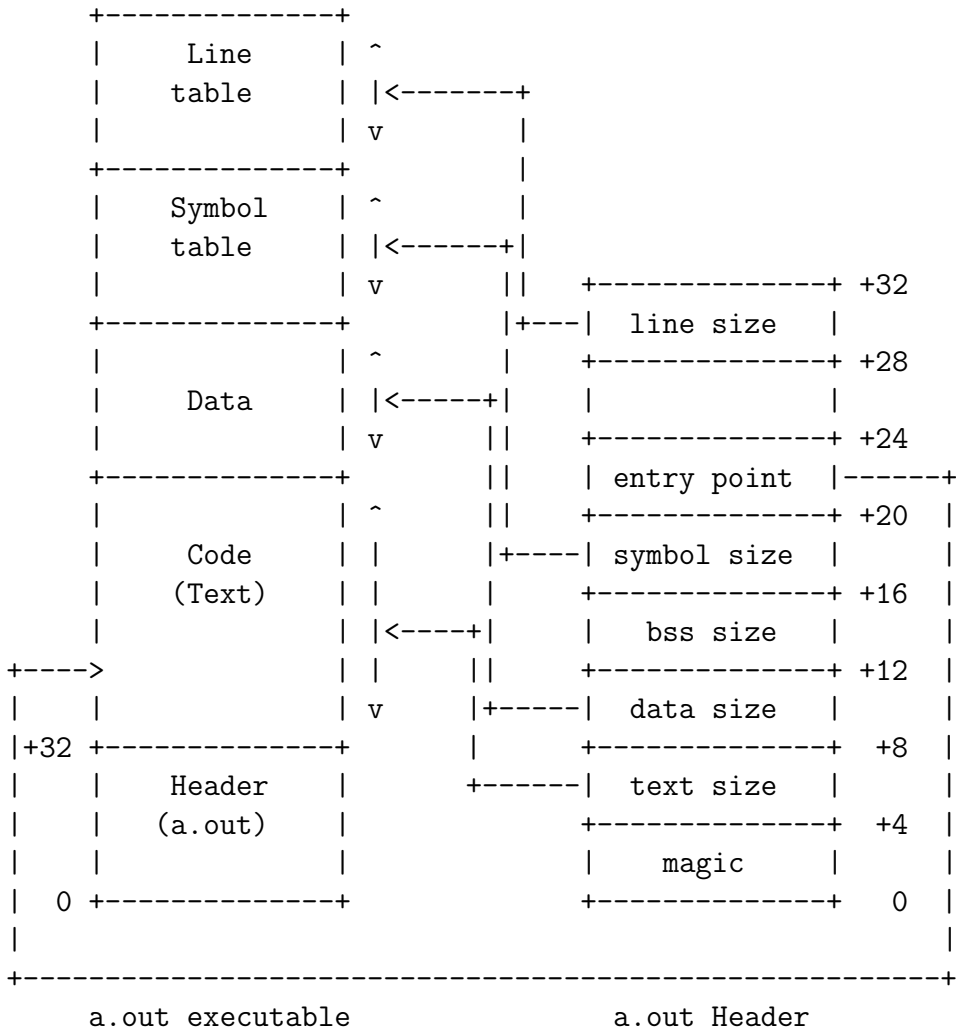 +--------------+
|     Line     | ^
|    table     | |<-------+
|              | v        |
+--------------+          |
|    Symbol    | ^        |
|    table     | |<------+|
|              | v       ||    +--------------+ +32
+--------------+         |+---|  line size   |
|              | ^       |    +--------------+ +28
|     Data     | |<-----+|    |              |
|              | v      ||    +--------------+ +24
+--------------+        ||    | entry point  |------+
|              | ^      ||    +--------------+ +20  |
|     Code     | |      |+----| symbol size  |      |
|    (Text)    | |      |     +--------------+ +16  |
|              | |<----+|     |   bss size   |      |
+---->              | |     ||     +--------------+ +12  |
|    |              | v     |+-----|  data size   |      |
|+32 +--------------+       |      +--------------+  +8  |
|    |    Header    |       +------|  text size   |      |
|    |   (a.out)    |              +--------------+  +4  |
|    |              |              |    magic     |      |
|  0 +--------------+              +--------------+   0  |
|                                                        |
+--------------------------------------------------------+
a.out executable                a.out Header